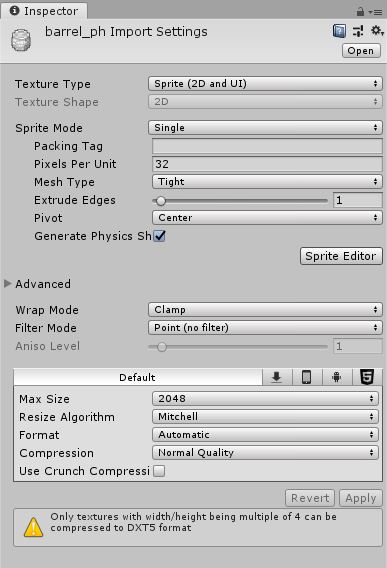 Inspector
barrel_ph Import Settings
Open
Texture Type Sprite (2D and UI)
Texture Shape 2D
Sprite Mode Single
Packing Tag
Pixels Per Unit 32
Mesh Type Tight
Extrude Edges 1
Pivot Center
Generate Physics Sh
Sprite Editor
Advanced
Wrap Mode Clamp
Filter Mode Point (no filter)
Aniso Level 1
Default
Max Size 2048
Resize Algorithm Mitchell
Format Automatic
Compression Normal Quality
Use Crunch Compressi
Revert Apply
Only textures with width/height being multiple of 4 can be
compressed to DXT5 format